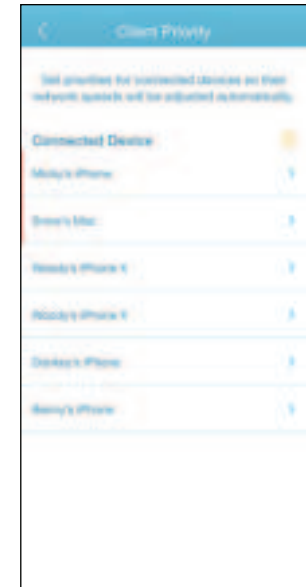 Client Priority
Set priorities for connected devices so their
network speeds will be adjusted automatically.
Connected Device
Micky's iPhone
Mac
Woody's iPhone
Woody's iPhone
Donkey's iPhone
Benny's iPhone